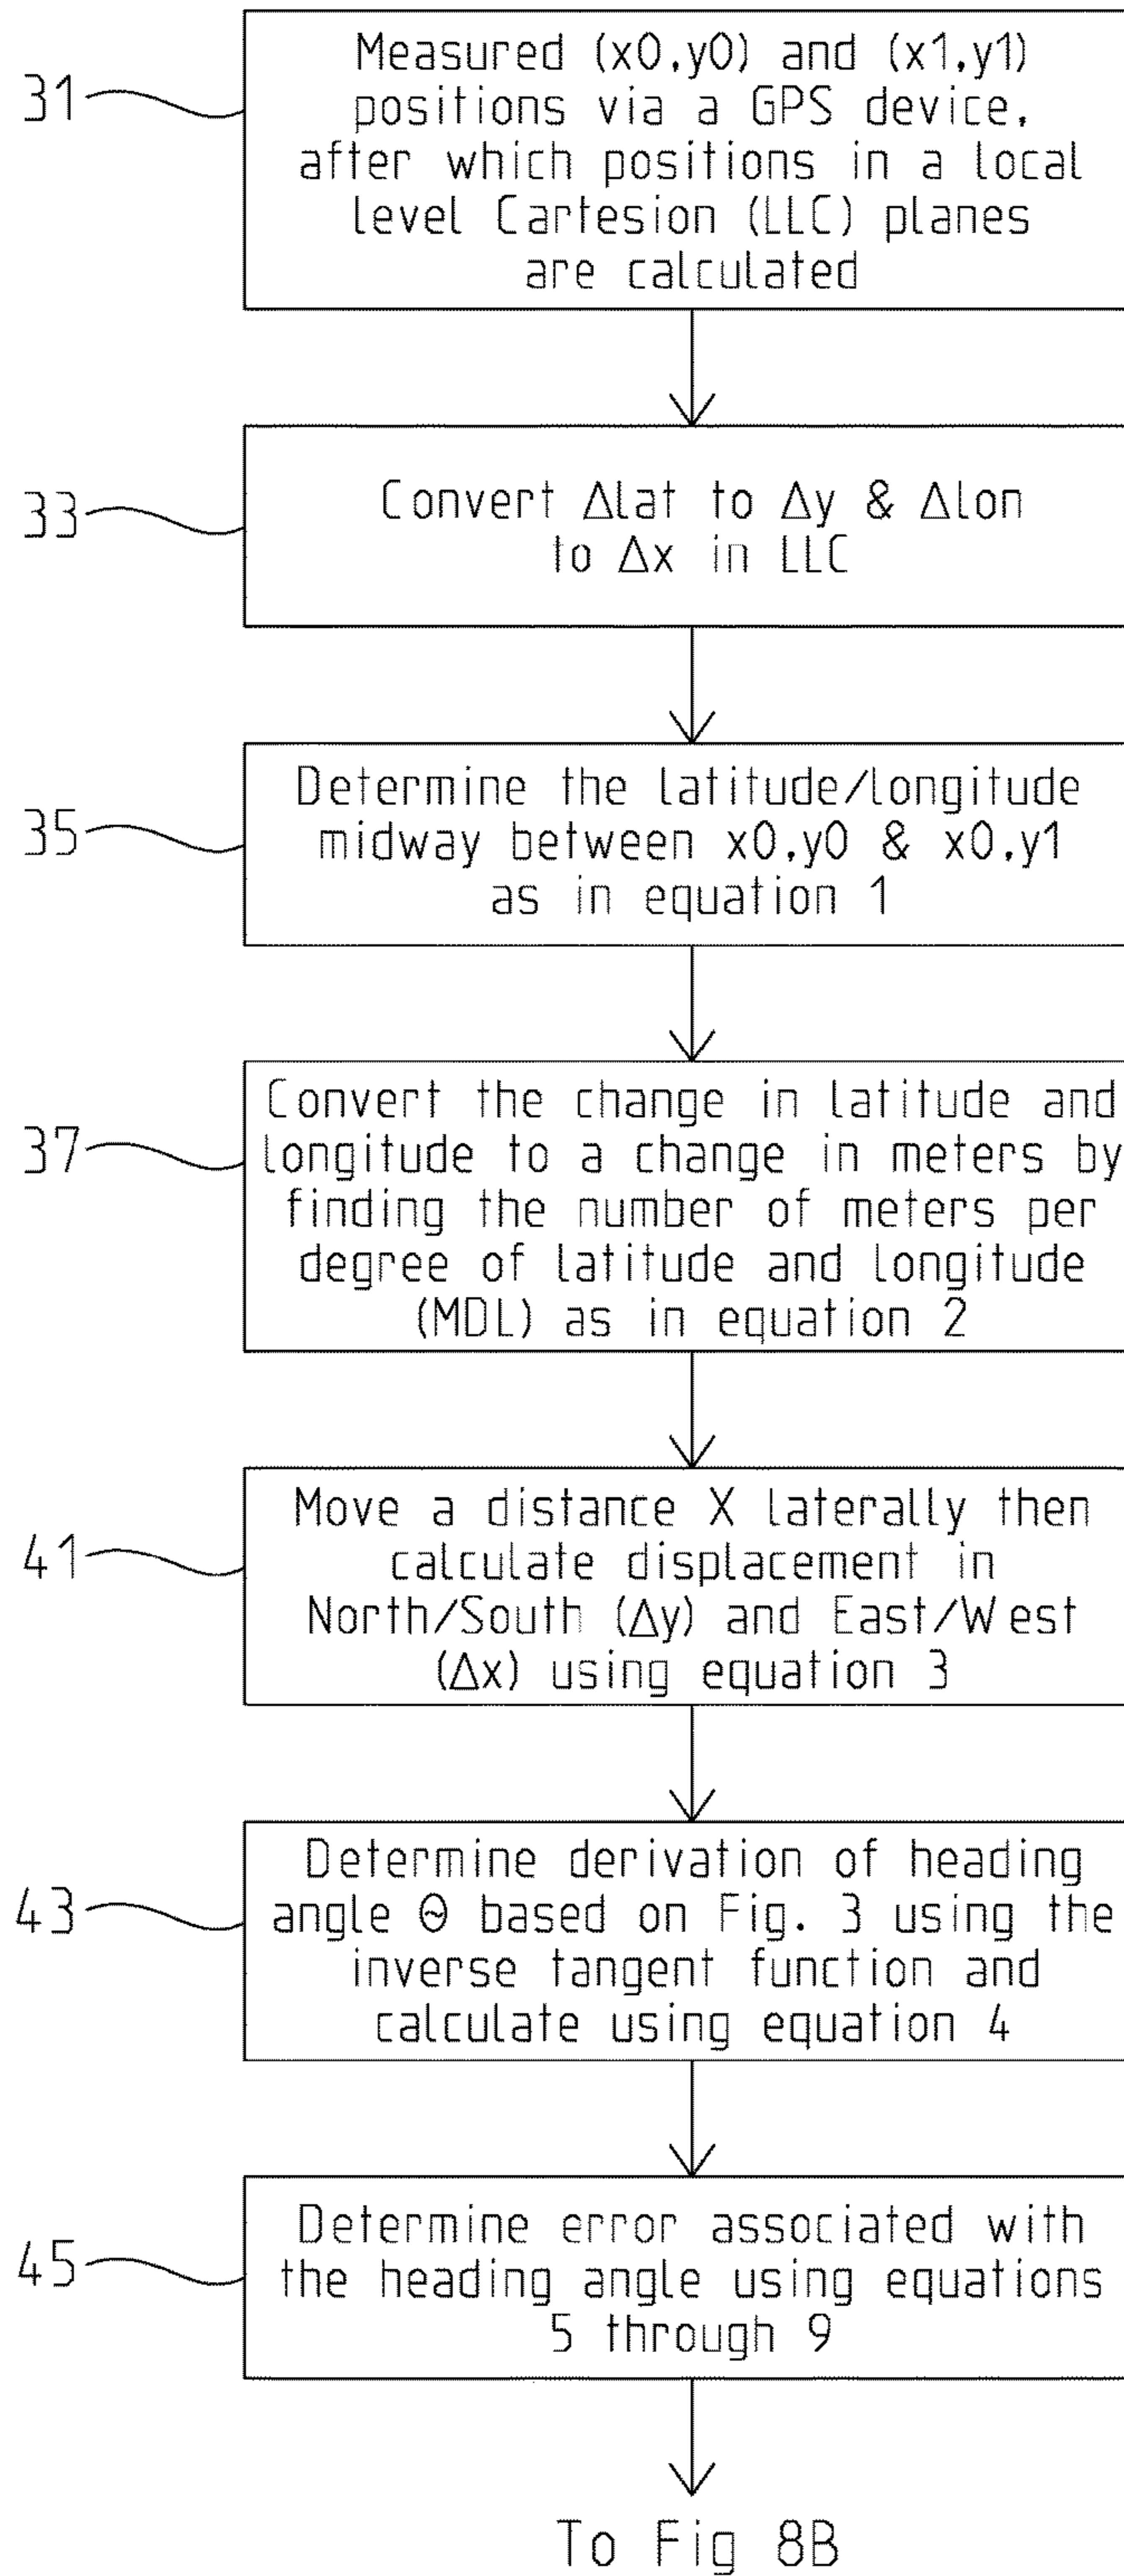 31
Measured (x0,y0) and (x1,y1)
positions via a GPS device,
after which positions in a local
level Cartesion (LLC) planes
are calculated
33
Convert Δlat to Δy & Δlon
to Δx in LLC
35
Determine the latitude/longitude
midway between x0,y0 & x0,y1
as in equation 1
37
Convert the change in latitude and
longitude to a change in meters by
finding the number of meters per
degree of latitude and longitude
(MDL) as in equation 2
41
Move a distance X laterally then
calculate displacement in
North/South (Δy) and East/West
(Δx) using equation 3
43
Determine derivation of heading
angle Θ based on Fig. 3 using the
inverse tangent function and
calculate using equation 4
45
Determine error associated with
the heading angle using equations
5 through 9
To Fig 8B